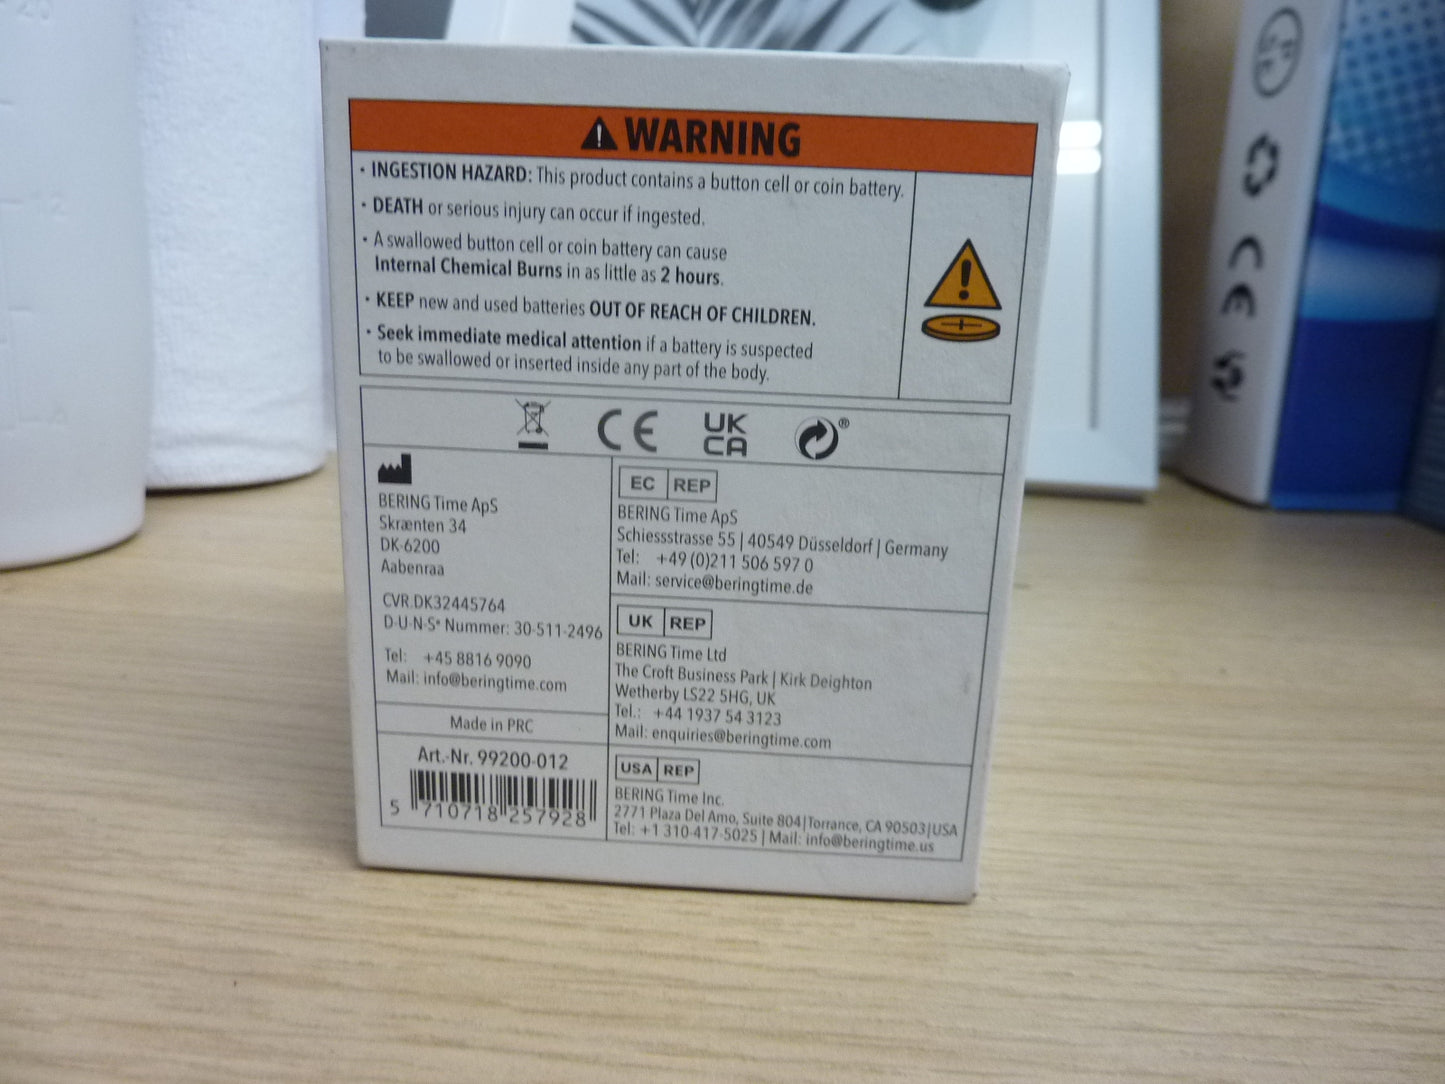 WARNING
• INGESTION HAZARD: This product contains a button cell or coin battery.
• DEATH or serious injury can occur if ingested.
• A swallowed button cell or coin battery can cause
Internal Chemical Burns in as little as 2 hours.
• KEEP new and used batteries OUT OF REACH OF CHILDREN.
• Seek immediate medical attention if a battery is suspected
to be swallowed or inserted inside any part of the body.
CE UK CA ®
BERING Time ApS
Skrænten 34
DK-6200
Aabenraa
CVR.DK32445764
D-U-N-S® Nummer: 30-511-2496
Tel: +45 8816 9090
Mail: info@beringtime.com
Made in PRC
Art.-Nr. 99200-012
5 710718 257928
EC REP
BERING Time ApS
Schiessstrasse 55 | 40549 Düsseldorf | Germany
Tel: +49 (0)211 506 597 0
Mail: service@beringtime.de
UK REP
BERING Time Ltd
The Croft Business Park | Kirk Deighton
Wetherby LS22 5HG, UK
Tel.: +44 1937 54 3123
Mail: enquiries@beringtime.com
USA REP
BERING Time Inc.
2771 Plaza Del Amo, Suite 804|Torrance, CA 90503|USA
Tel: +1 310-417-5025 | Mail: info@beringtime.us